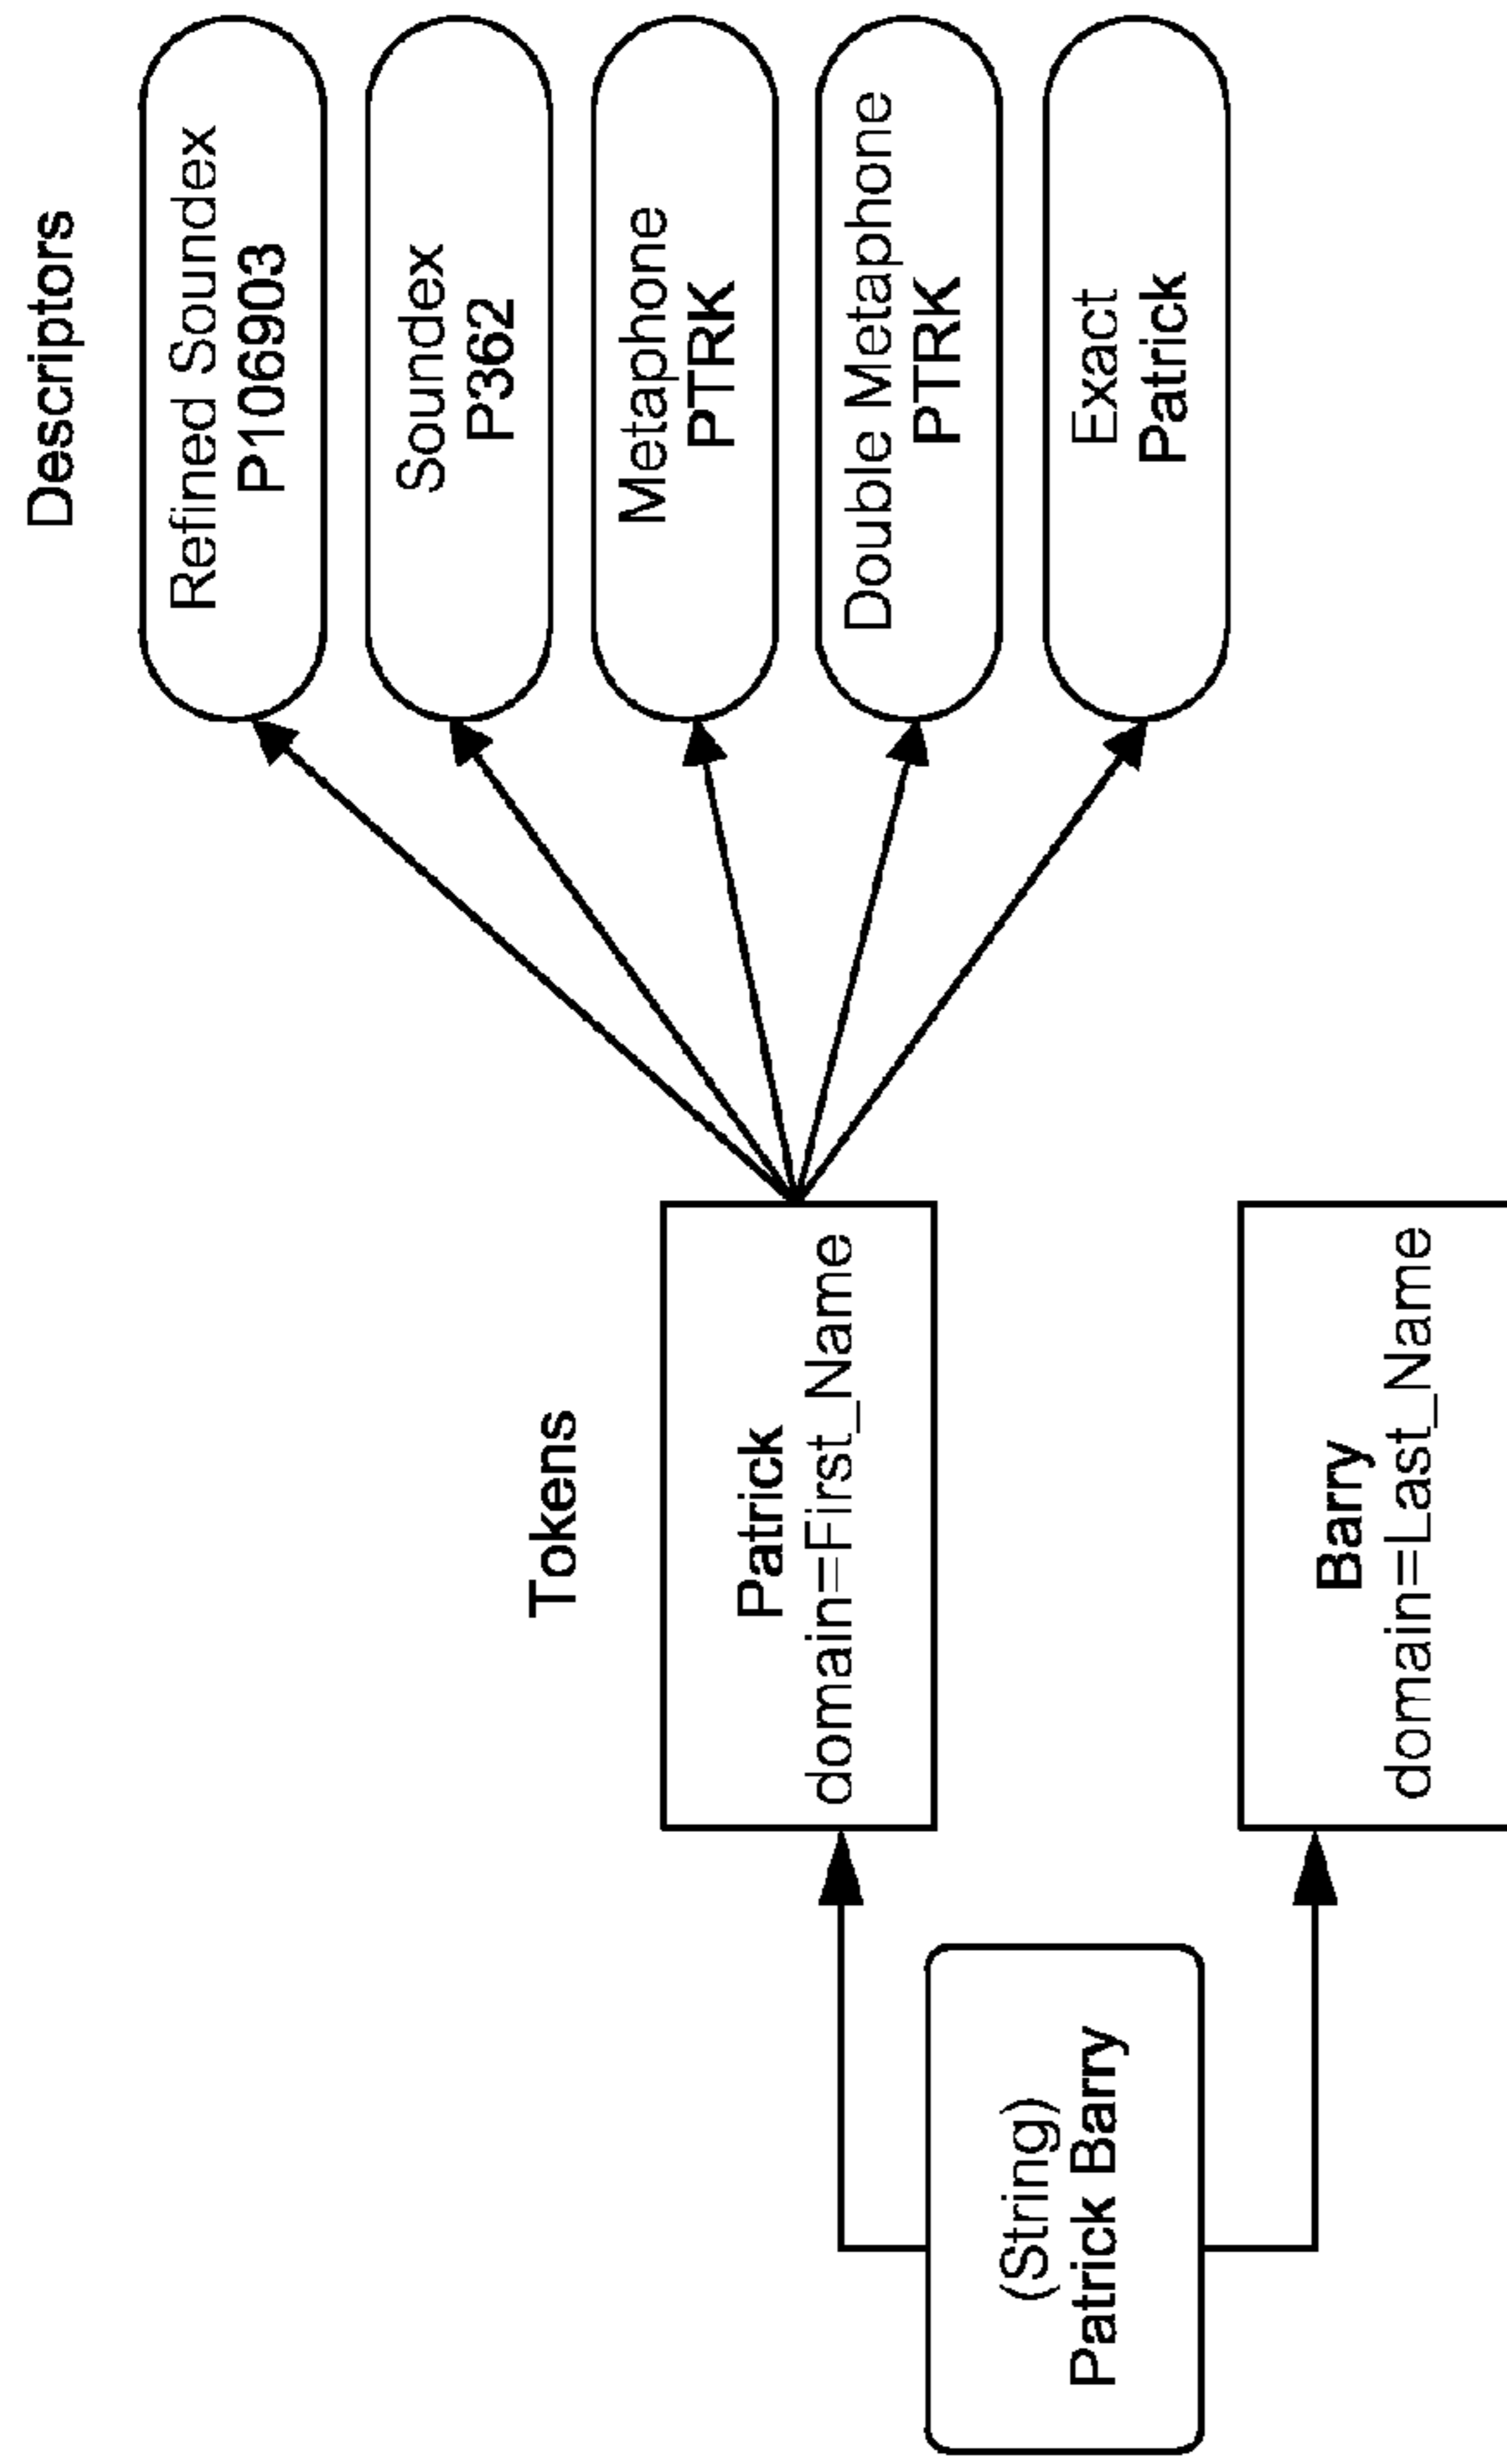 Descriptors
Refined Soundex
P106903
Soundex
P362
Metaphone
PTRK
Double Metaphone
PTRK
Exact
Patrick
Tokens
Patrick
domain=First_Name
Barry
domain=Last_Name
(String)
Patrick Barry